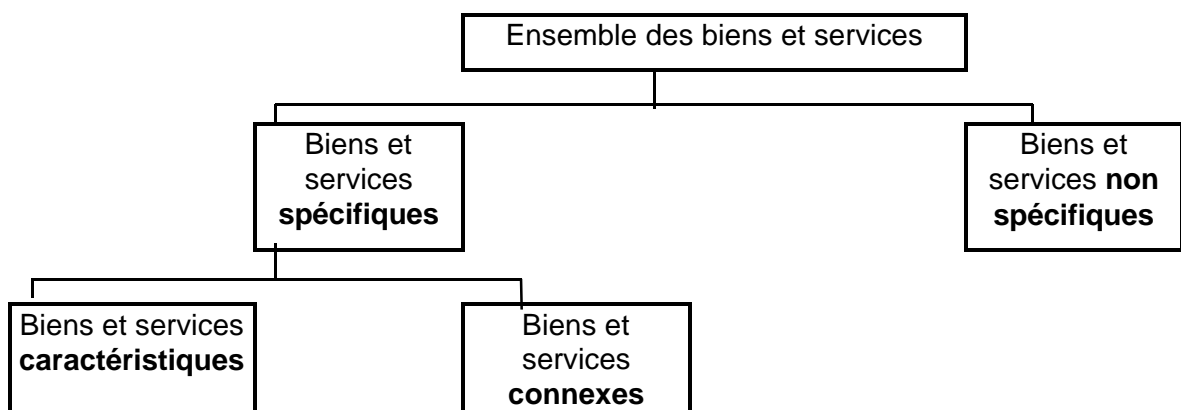 Ensemble des biens et services
Biens et
services
spécifiques
Biens et
services non
spécifiques
Biens et services
caractéristiques
Biens et
services
connexes